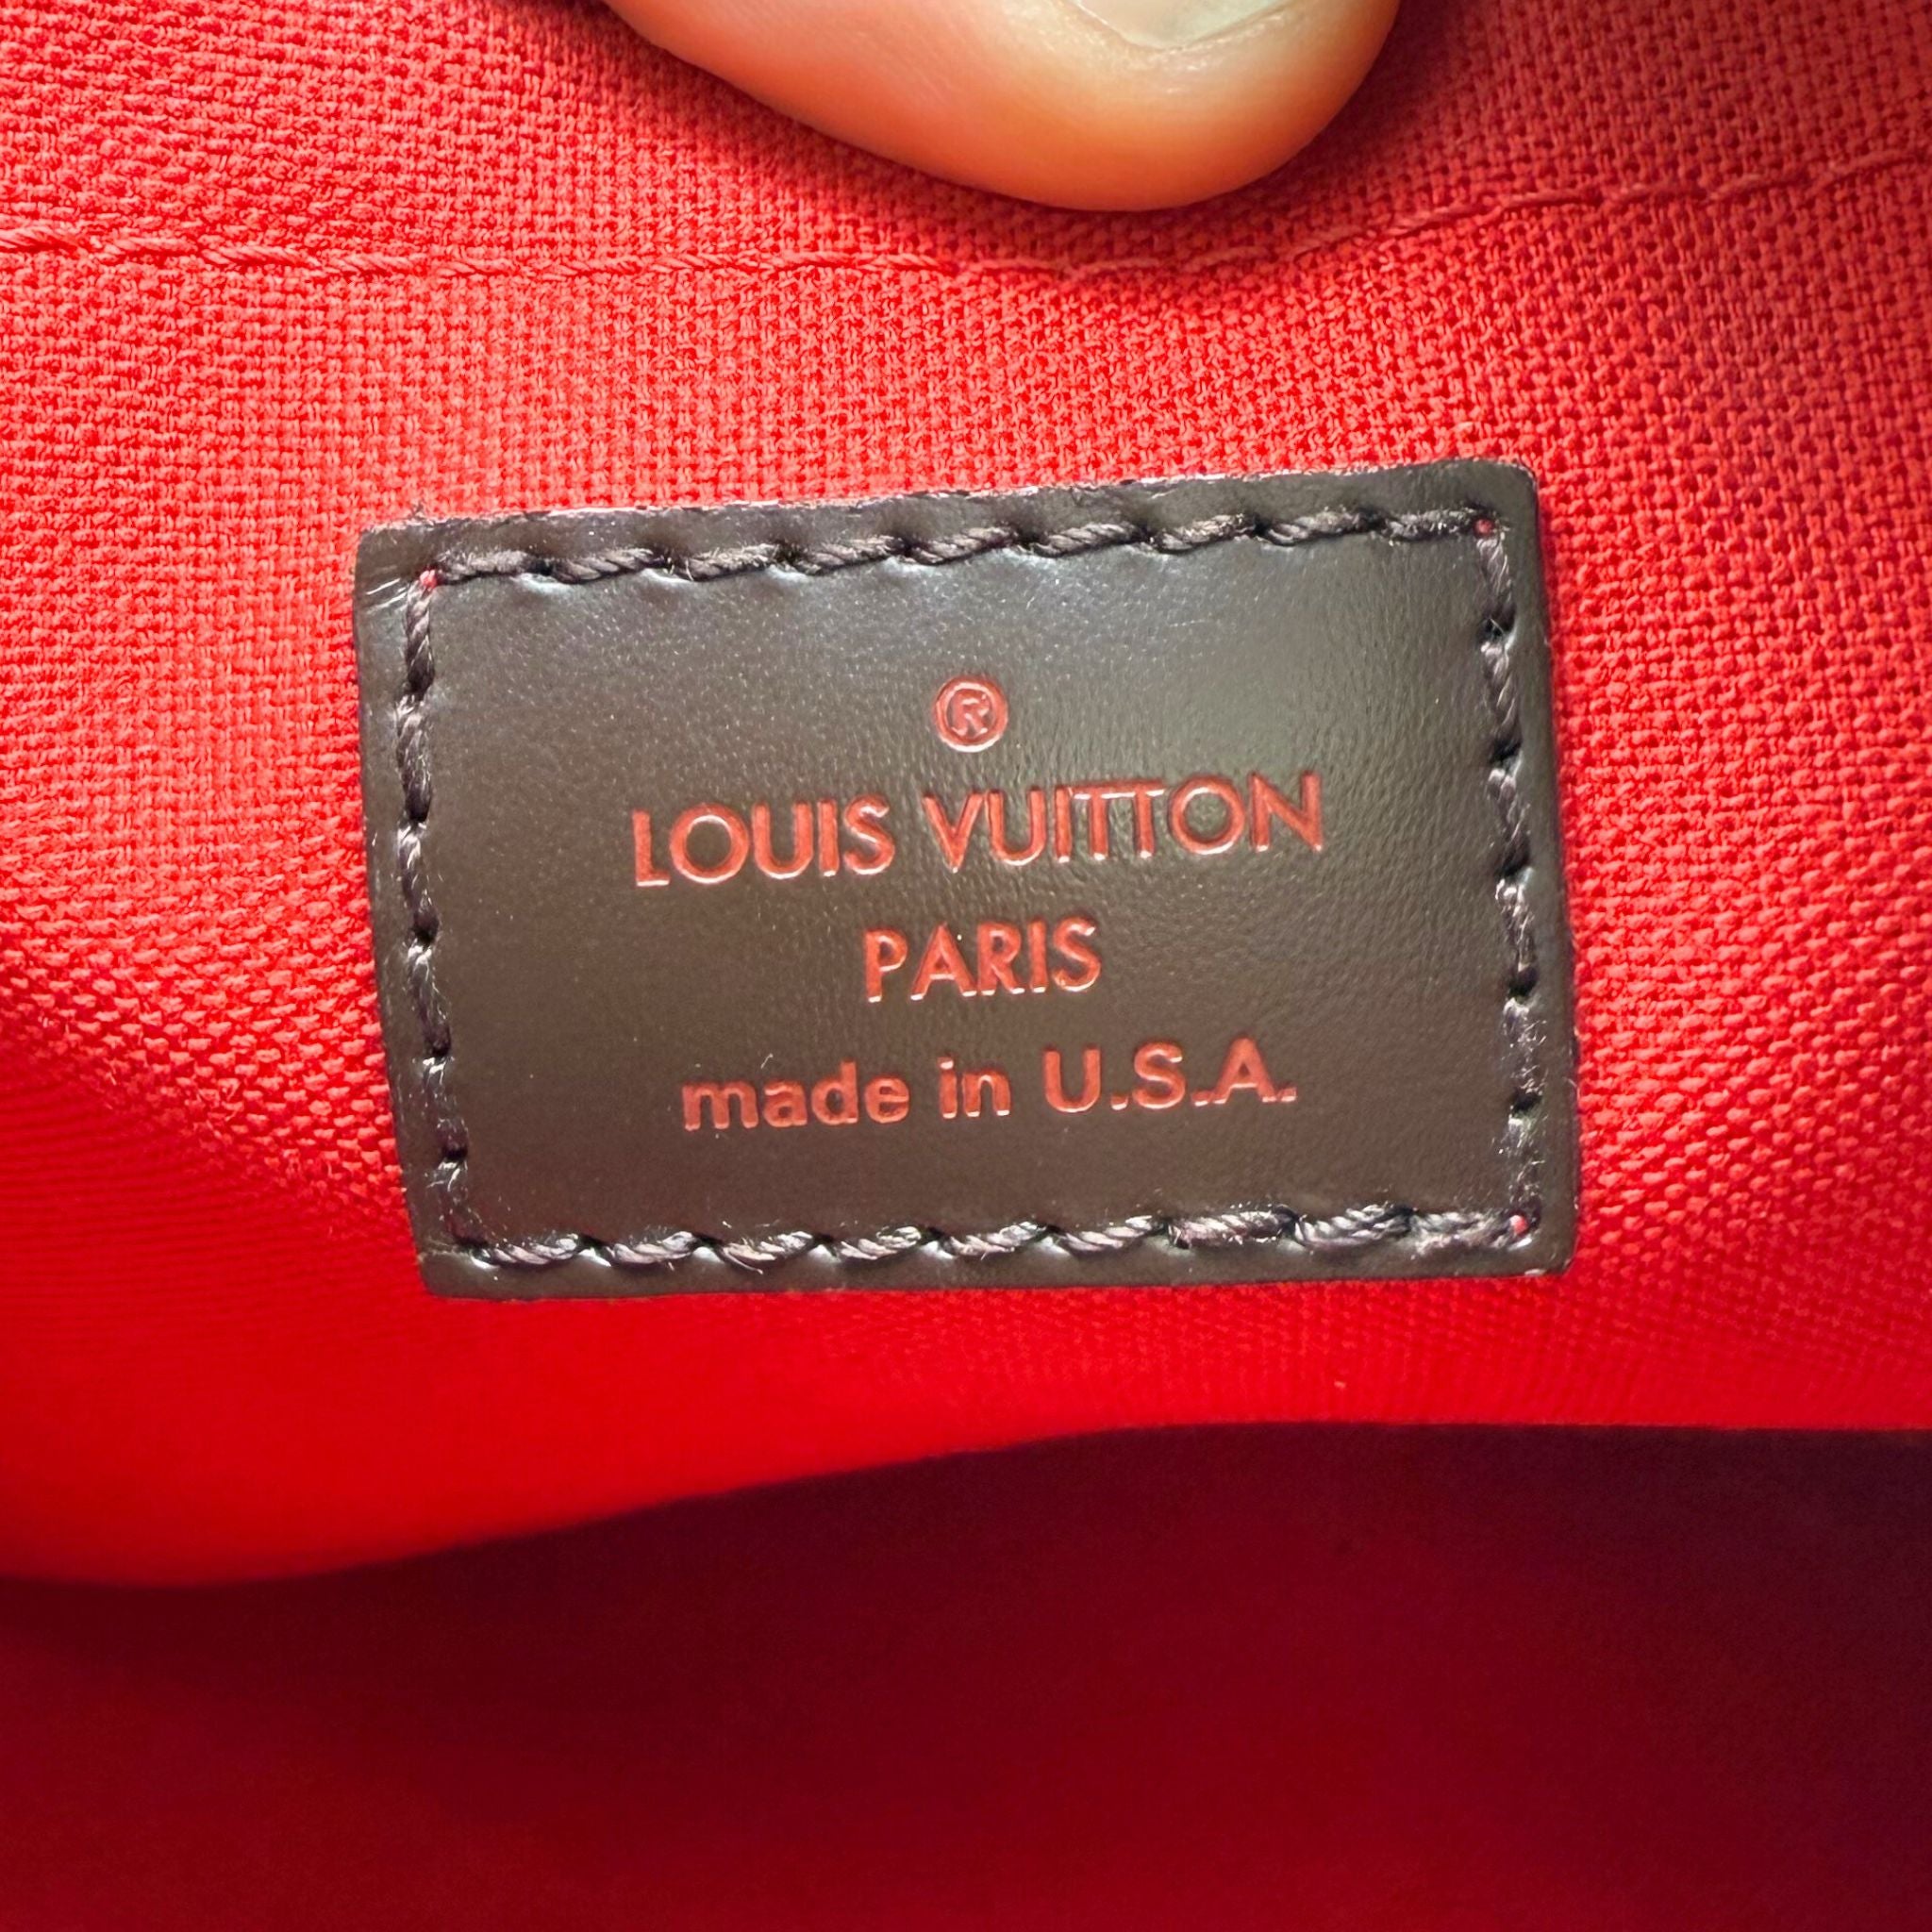 ®
LOUIS VUITTON
PARIS
made in U.S.A.